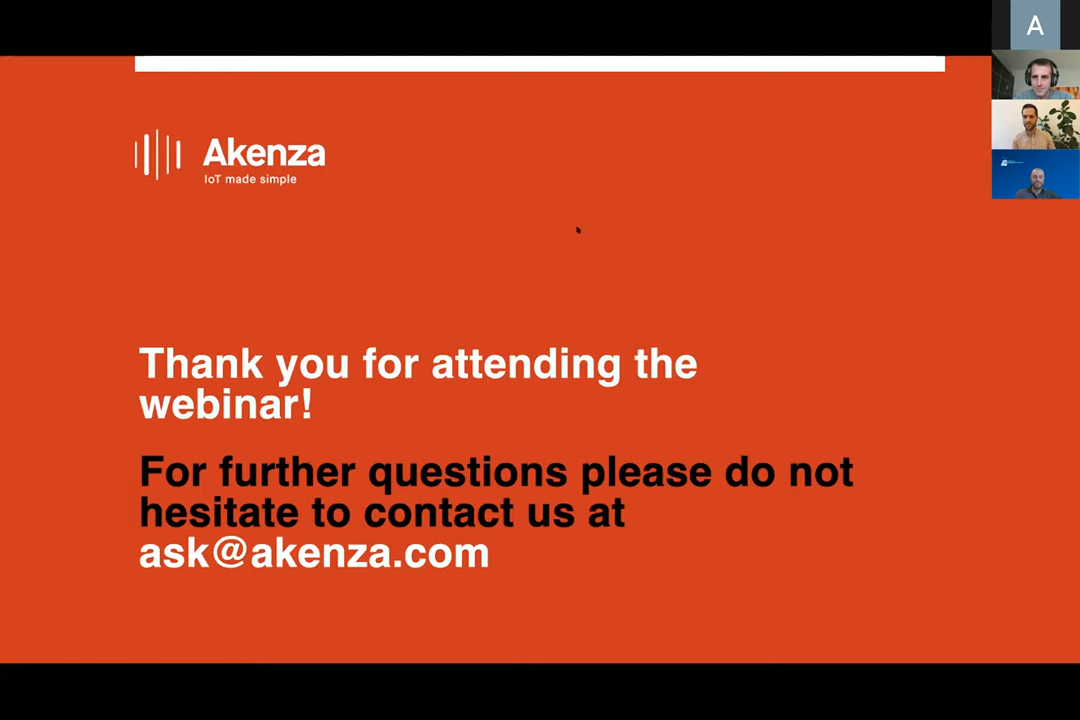 A
Akenza
IoT made simple
Thank you for attending the
webinar!
For further questions please do not
hesitate to contact us at
ask@akenza.com